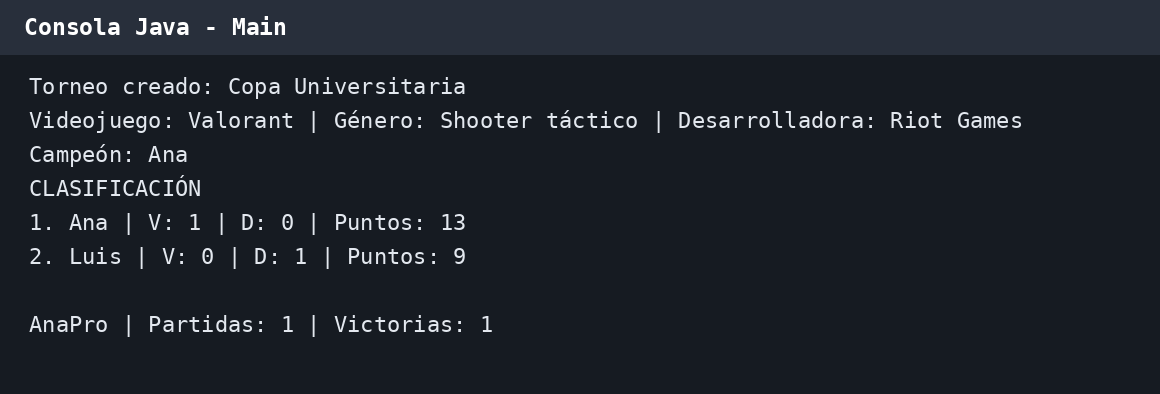 Consola Java - Main
Torneo creado: Copa Universitaria
Videojuego: Valorant | Género: Shooter táctico | Desarrolladora: Riot Games
Campeón: Ana
CLASIFICACIÓN
1. Ana | V: 1 | D: 0 | Puntos: 13
2. Luis | V: 0 | D: 1 | Puntos: 9
AnaPro | Partidas: 1 | Victorias: 1